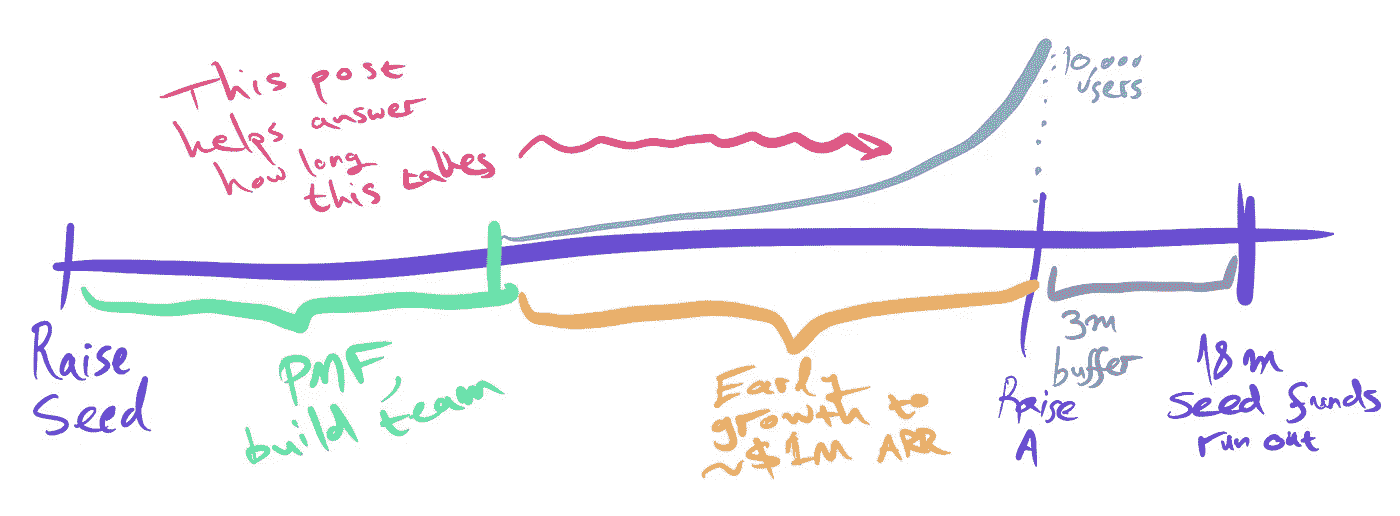 This post
helps answer
how long
this takes
10,000
users
Raise
Seed
PMF,
build team
Early
growth to
~$1M ARR
3m
buffer
Raise
A
18m
Seed funds
run out